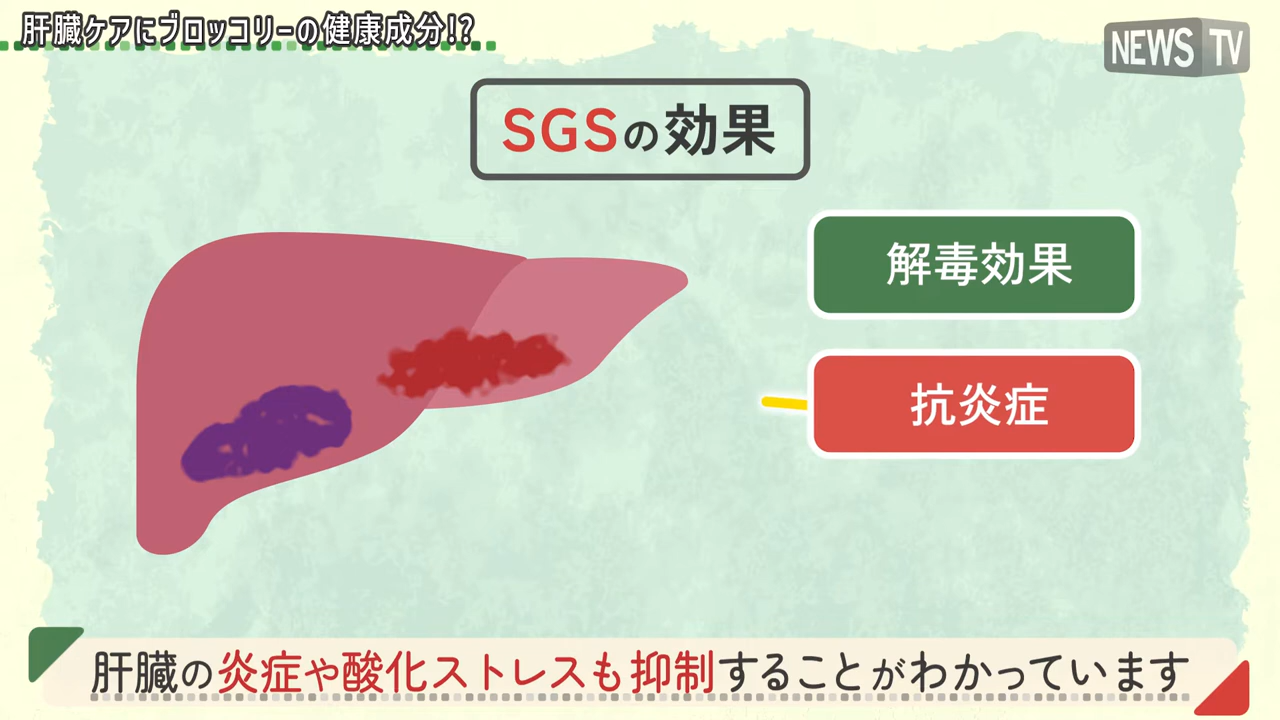 肝臓ケアにブロッコリーの健康成分!?
NEWS TV
SGSの効果
解毒効果
抗炎症
肝臓の炎症や酸化ストレスも抑制することがわかっています